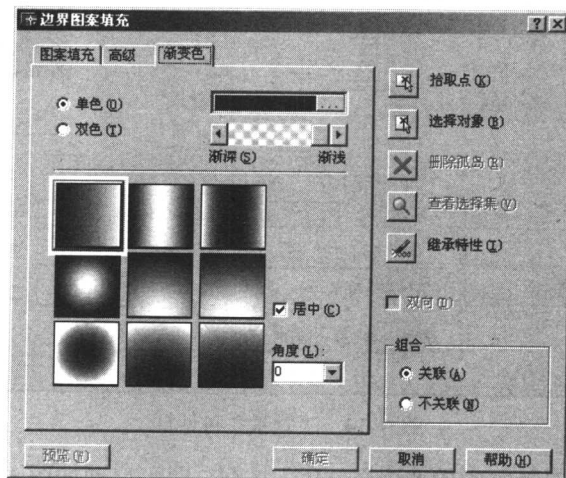 边界图案填充
图案填充 高级 渐变色
单色(O)
双色(T)
...
渐深(S) 渐浅
居中(C)
角度(L):
0
拾取点(K)
选择对象(B)
删除孤岛(R)
查看选择集(V)
继承特性(I)
双向(D)
组合
关联(A)
不关联(N)
预览(W)
确定
取消
帮助(H)